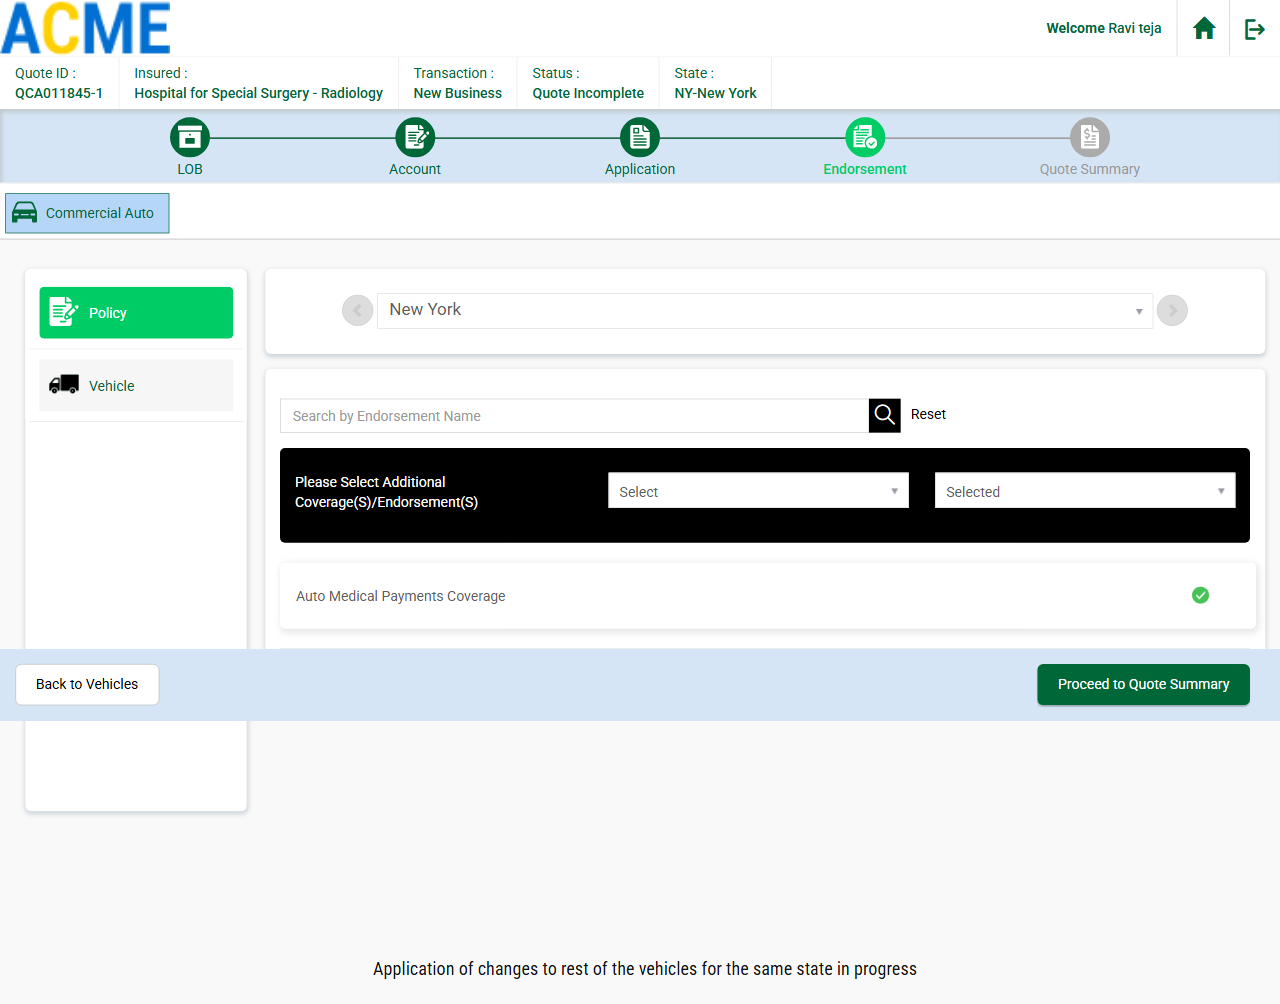 ACME
Welcome Ravi teja
Quote ID :
QCA011845-1
Insured :
Hospital for Special Surgery - Radiology
Transaction :
New Business
Status :
Quote Incomplete
State :
NY-New York
LOB
Account
Application
Endorsement
Quote Summary
Commercial Auto
Policy
Vehicle
New York
Search by Endorsement Name
Reset
Please Select Additional
Coverage(S)/Endorsement(S)
Select
Selected
Auto Medical Payments Coverage
Back to Vehicles
Proceed to Quote Summary
Application of changes to rest of the vehicles for the same state in progress